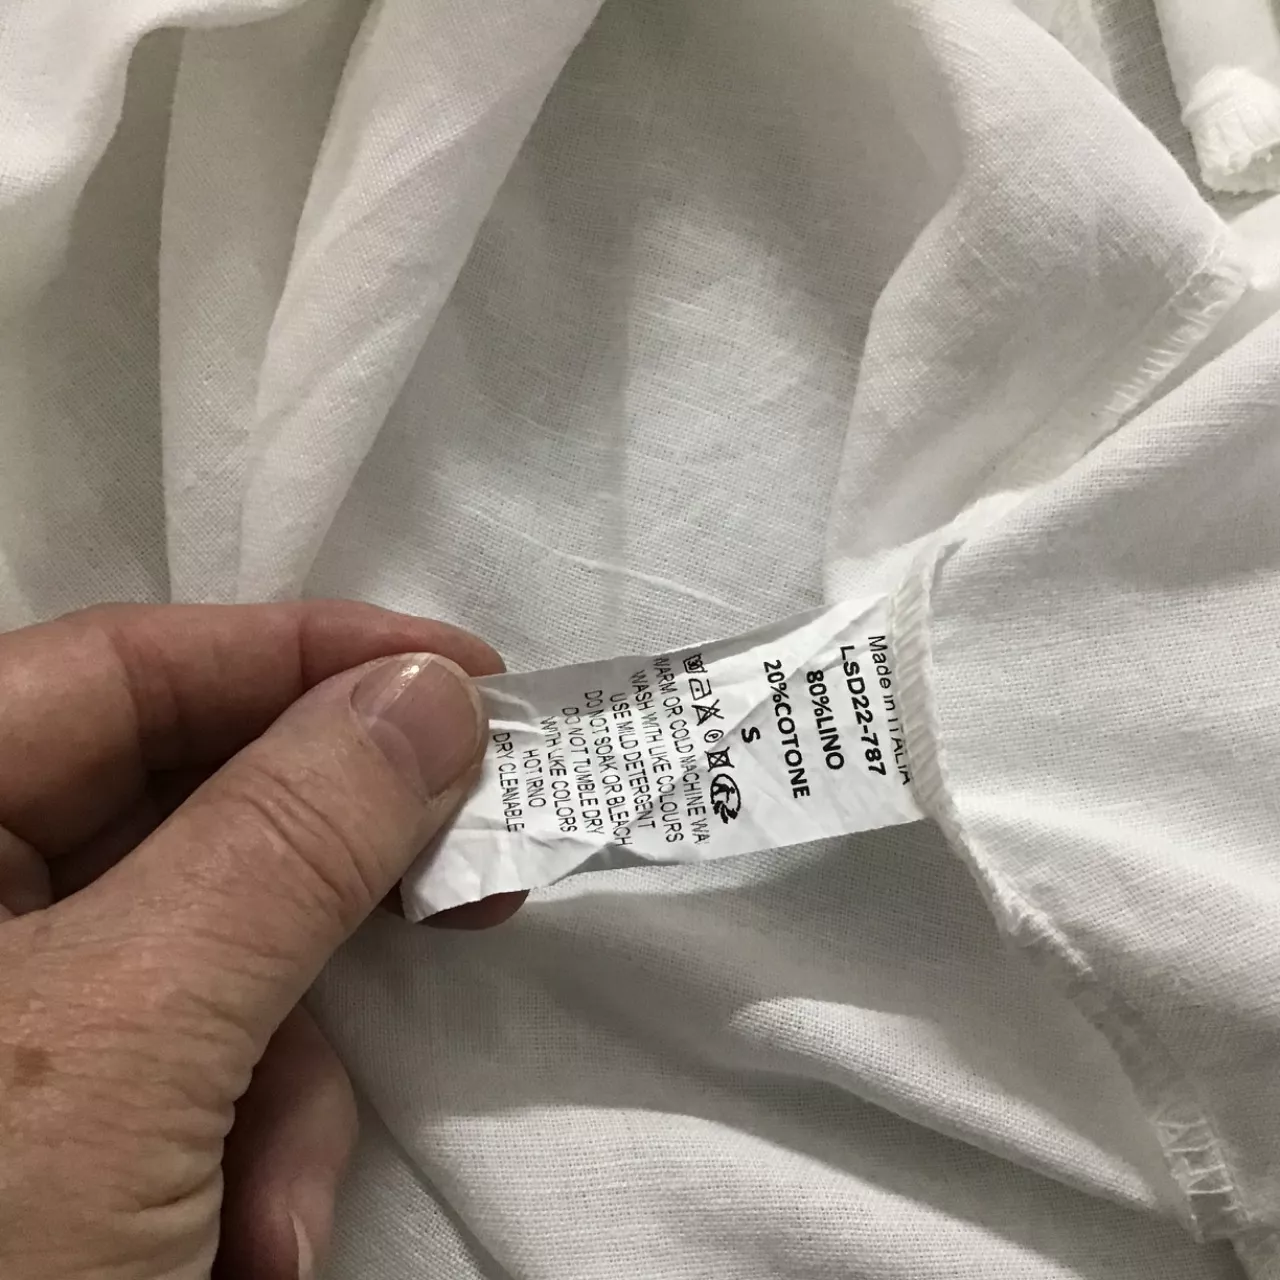 Made in ITALIA
LSD22-787
80%LINO
20%COTONE
S
WARM OR COLD MACHINE WA
WASH WITH LIKE COLOURS
USE MILD DETERGENT
DO NOT SOAK OR BLEACH
DO NOT TUMBLE DRY
WITH LIKE COLORS
HOT IRNO
DRY CLEANABLE